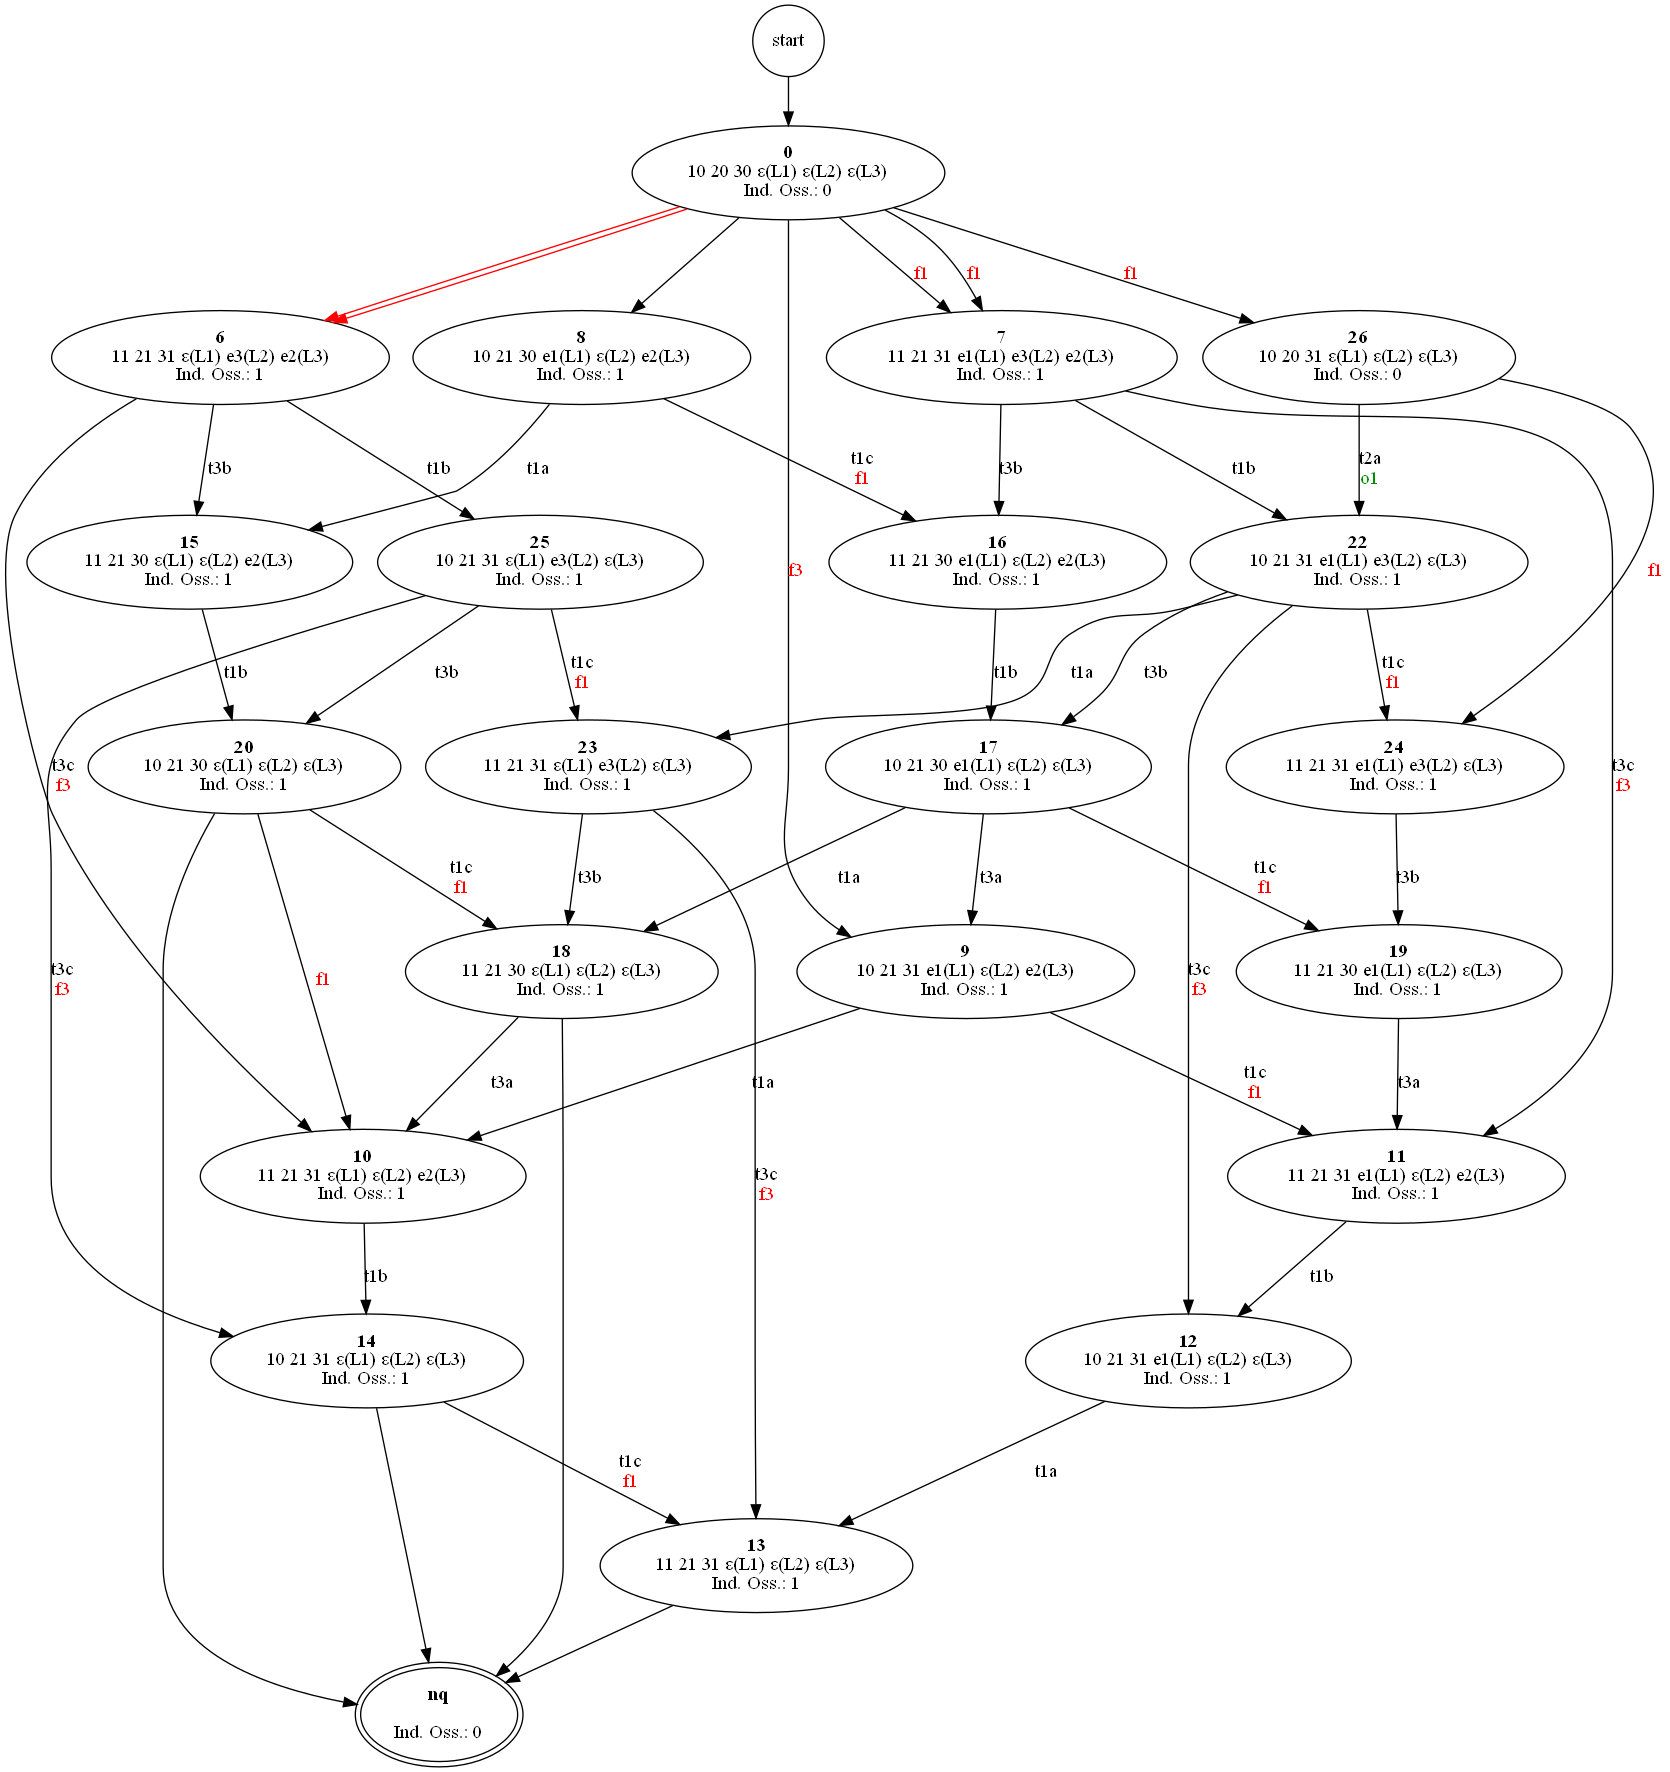 start
0
10 20 30 ε(L1) ε(L2) ε(L3)
Ind. Oss.: 0
f1
f1
f1
6
11 21 31 ε(L1) e3(L2) e2(L3)
Ind. Oss.: 1
8
10 21 30 e1(L1) ε(L2) e2(L3)
Ind. Oss.: 1
7
11 21 31 e1(L1) e3(L2) e2(L3)
Ind. Oss.: 1
26
10 20 31 ε(L1) ε(L2) ε(L3)
Ind. Oss.: 0
t3b
t1b
t1a
t1c
f1
t3b
t1b
t2a
o1
15
11 21 30 ε(L1) ε(L2) e2(L3)
Ind. Oss.: 1
25
10 21 31 ε(L1) e3(L2) ε(L3)
Ind. Oss.: 1
f3
16
11 21 30 e1(L1) ε(L2) e2(L3)
Ind. Oss.: 1
22
10 21 31 e1(L1) e3(L2) ε(L3)
Ind. Oss.: 1
f1
t1b
t3b
t1c
f1
t1b
t1a
t3b
t1c
f1
t3c
f3
20
10 21 30 ε(L1) ε(L2) ε(L3)
Ind. Oss.: 1
23
11 21 31 ε(L1) e3(L2) ε(L3)
Ind. Oss.: 1
17
10 21 30 e1(L1) ε(L2) ε(L3)
Ind. Oss.: 1
24
11 21 31 e1(L1) e3(L2) ε(L3)
Ind. Oss.: 1
t3c
f3
t1c
f1
t3b
t1a
t3a
t1c
f1
t3b
t3c
f3
f1
18
11 21 30 ε(L1) ε(L2) ε(L3)
Ind. Oss.: 1
9
10 21 31 e1(L1) ε(L2) e2(L3)
Ind. Oss.: 1
t3c
f3
19
11 21 30 e1(L1) ε(L2) ε(L3)
Ind. Oss.: 1
t3a
t1a
t1c
f1
t3a
10
11 21 31 ε(L1) ε(L2) e2(L3)
Ind. Oss.: 1
t3c
f3
11
11 21 31 e1(L1) ε(L2) e2(L3)
Ind. Oss.: 1
t1b
t1b
14
10 21 31 ε(L1) ε(L2) ε(L3)
Ind. Oss.: 1
12
10 21 31 e1(L1) ε(L2) ε(L3)
Ind. Oss.: 1
t1c
f1
t1a
13
11 21 31 ε(L1) ε(L2) ε(L3)
Ind. Oss.: 1
nq
Ind. Oss.: 0